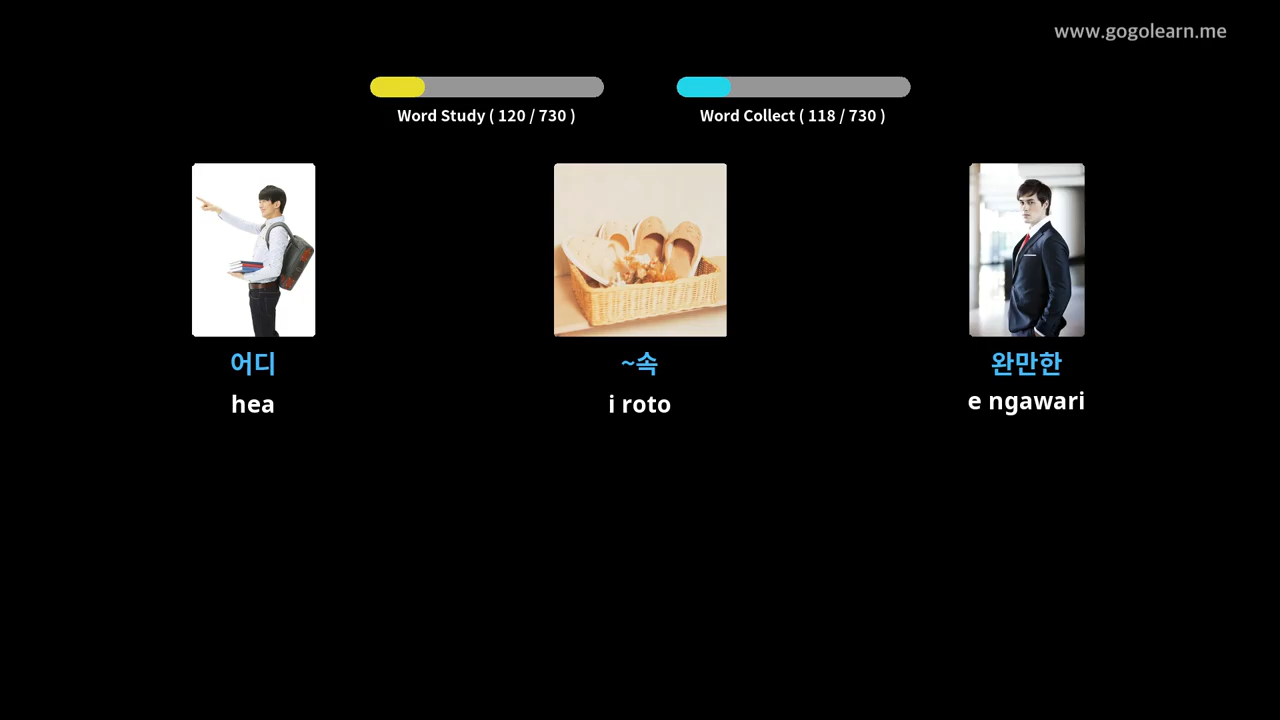 www.gogolearn.me
Word Study ( 120 / 730 )
Word Collect ( 118 / 730 )
어디
hea
~속
i roto
완만한
e ngawari